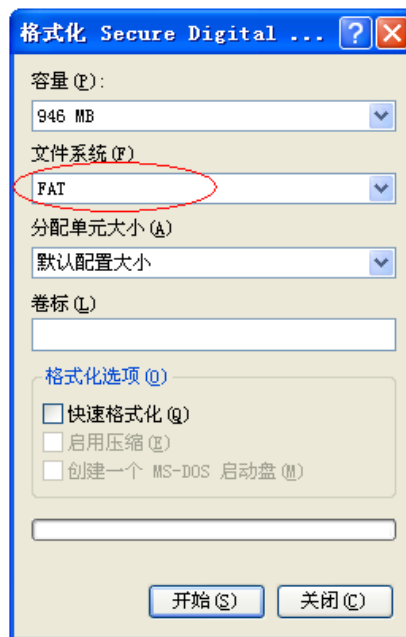 格式化 Secure Digital ...
容量(P):
946 MB
文件系统(F)
FAT
分配单元大小(A)
默认配置大小
卷标(L)
格式化选项(O)
快速格式化(Q)
启用压缩(E)
创建一个 MS-DOS 启动盘(M)
开始(S)
关闭(C)